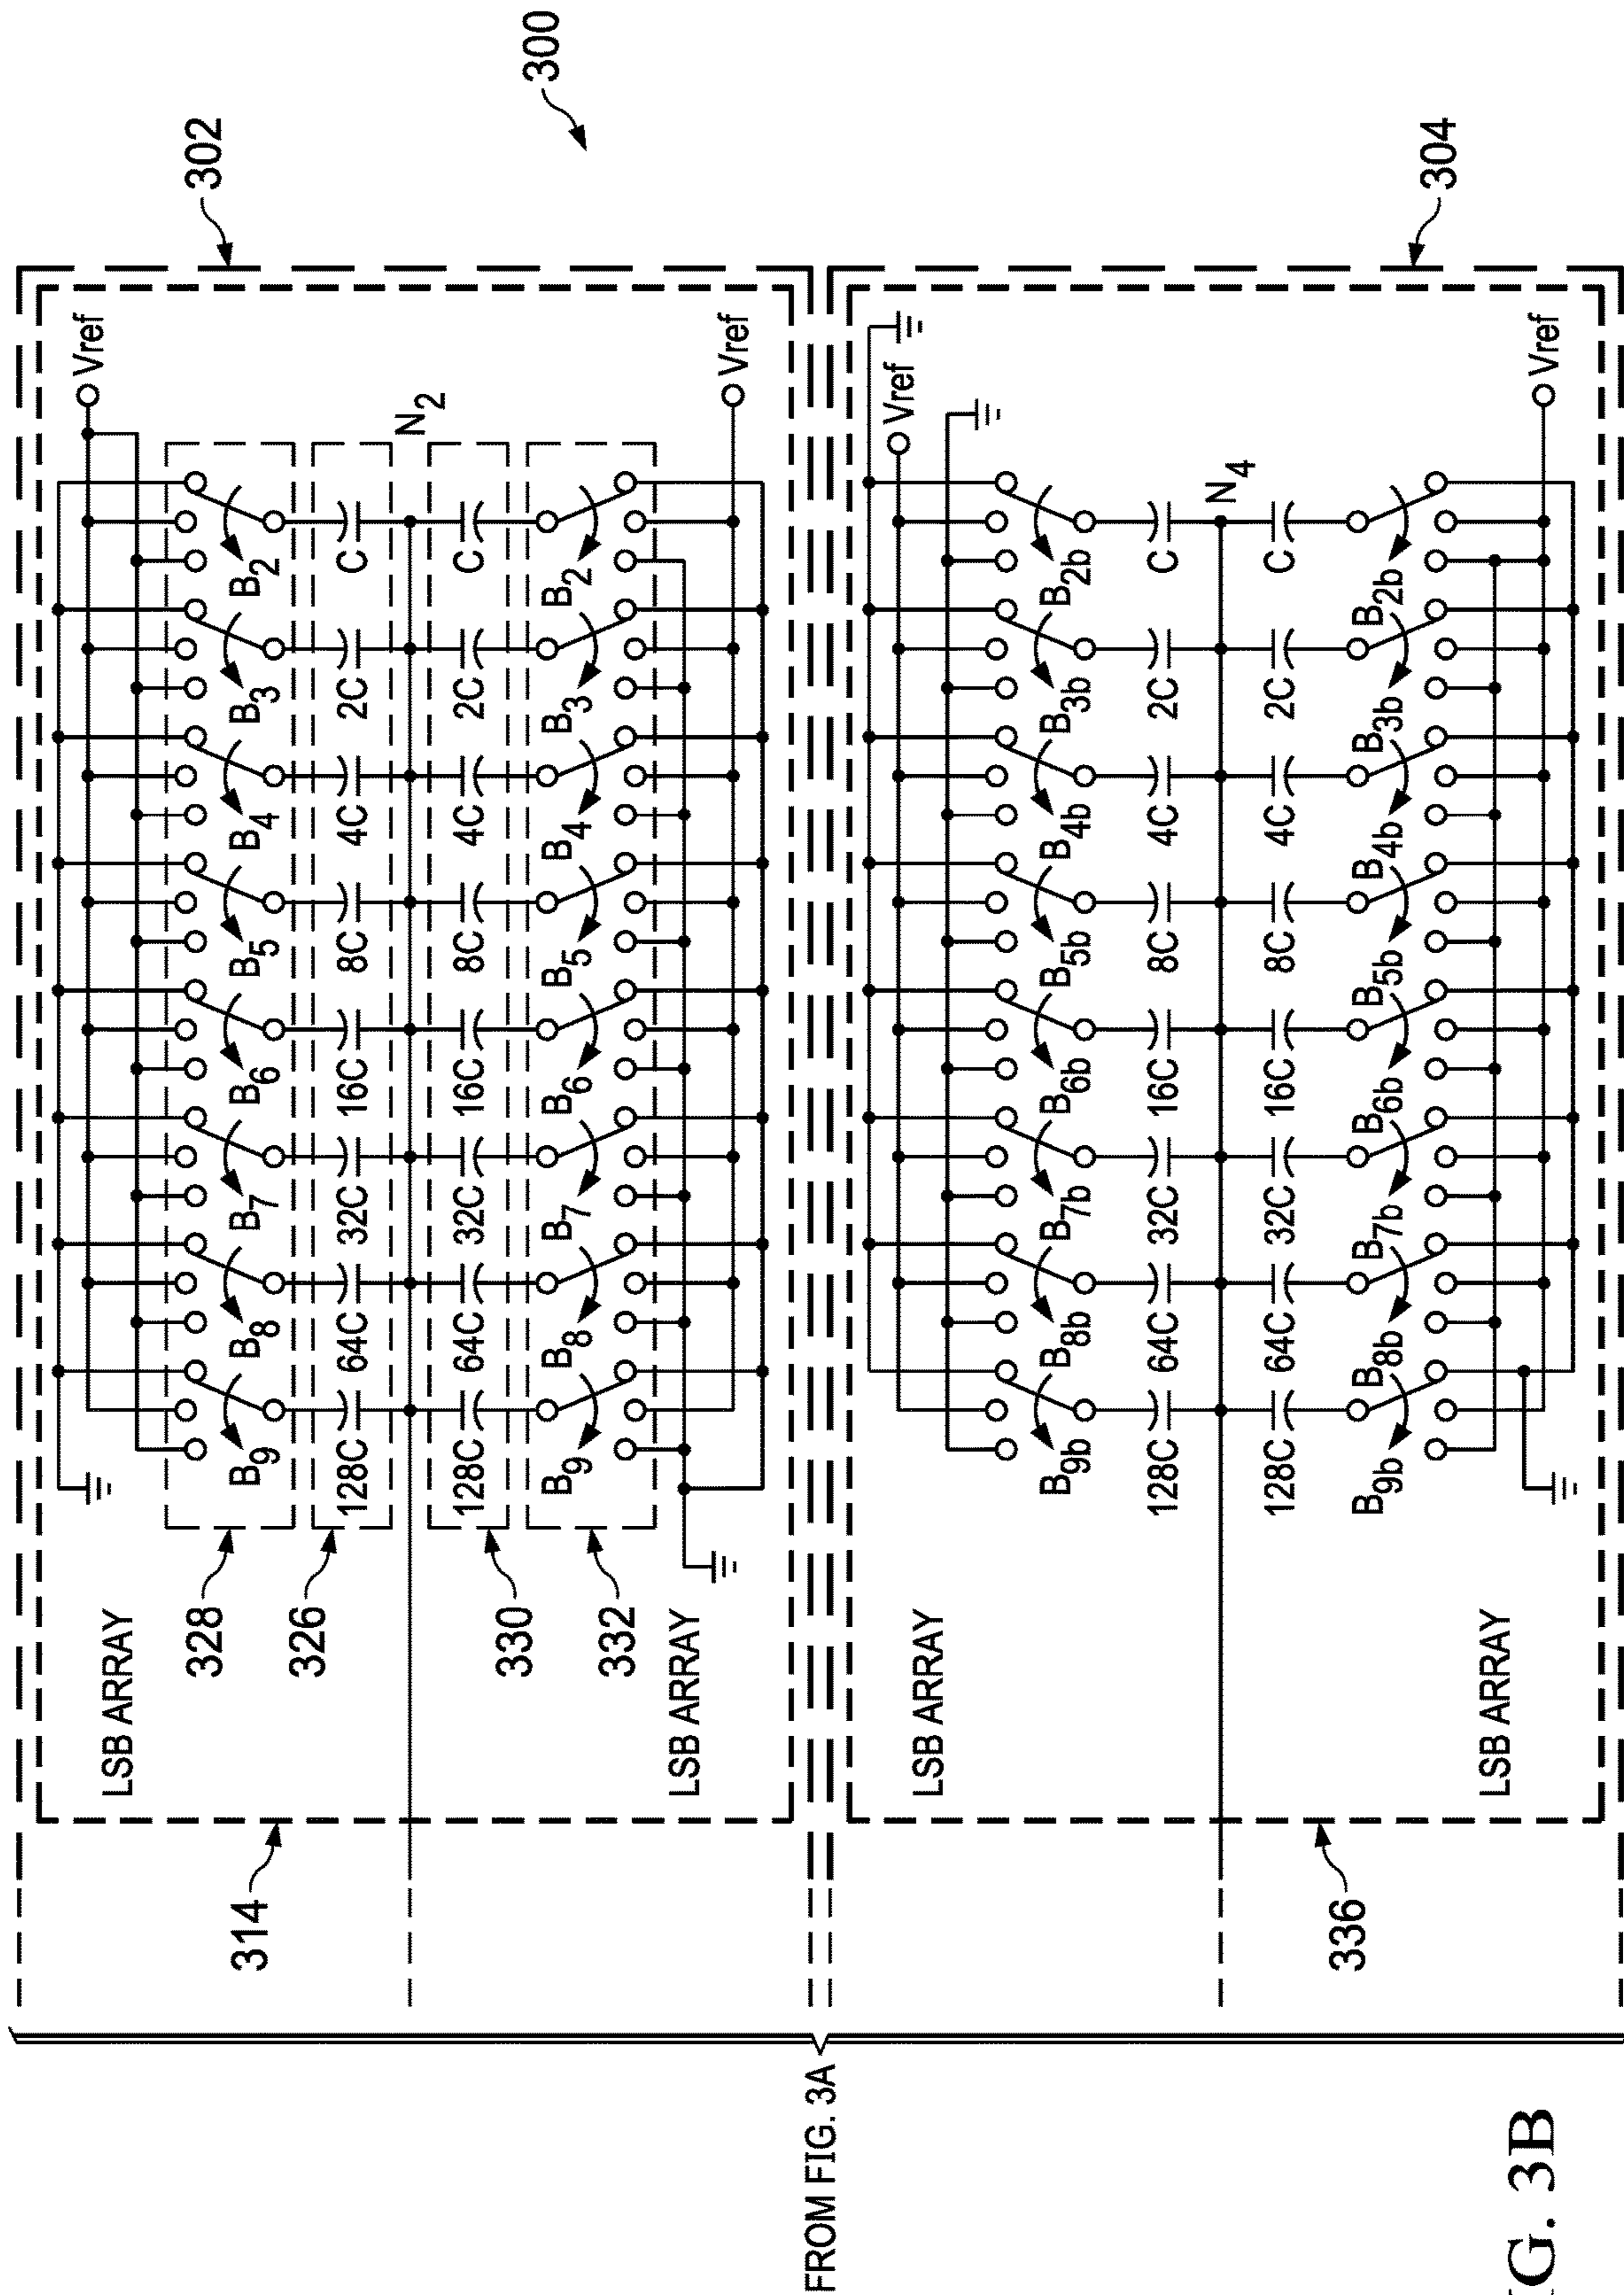 LSB ARRAY Vref
302
328
314 B9 B8 B7 B6 B5 B4 B3 B2
326
128C 64C 32C 16C 8C 4C 2C C
N2
128C 64C 32C 16C 8C 4C 2C C
330
300
B9 B8 B7 B6 B5 B4 B3 B2
332
LSB ARRAY Vref
FROM FIG. 3A
LSB ARRAY Vref
B9b B8b B7b B6b B5b B4b B3b B2b
128C 64C 32C 16C 8C 4C 2C C
N4
128C 64C 32C 16C 8C 4C 2C C
336
B9b B8b B7b B6b B5b B4b B3b B2b
304
LSB ARRAY Vref
G. 3B